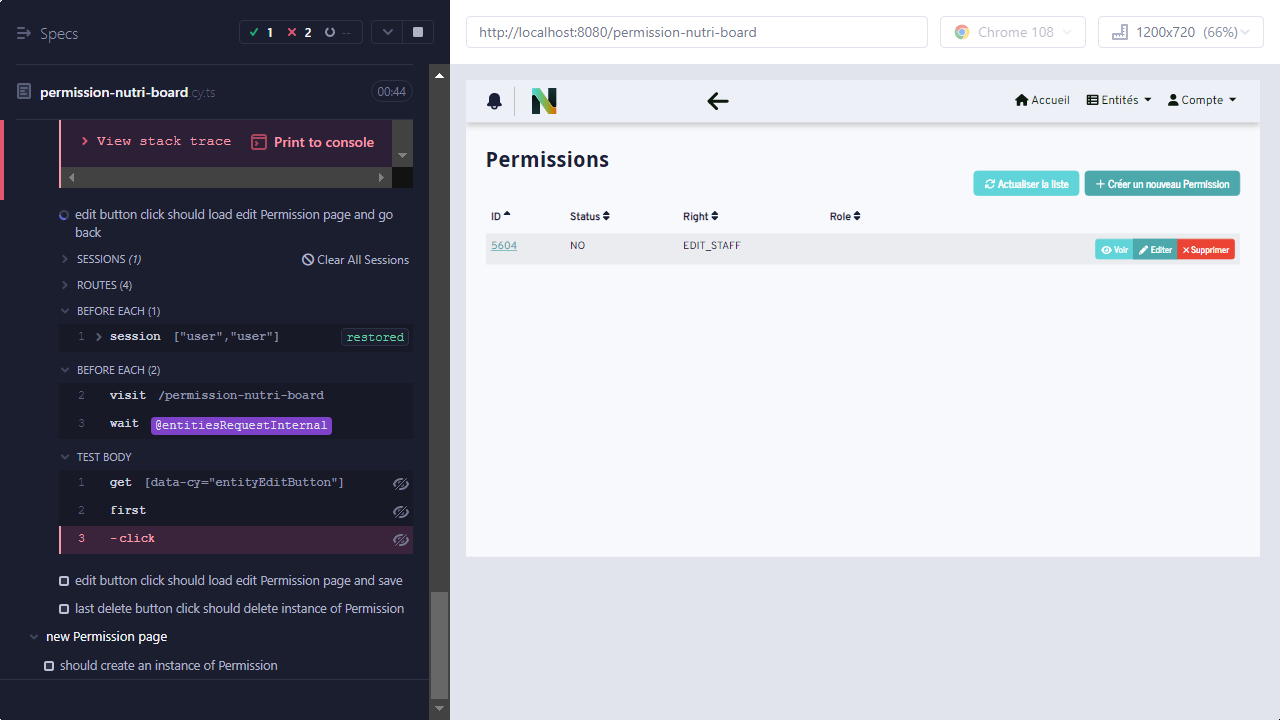 Specs
1
2
--
permission-nutri-board.cy.ts
00:44
View stack trace
Print to console
edit button click should load edit Permission page and go
back
SESSIONS (1)
Clear All Sessions
ROUTES (4)
BEFORE EACH (1)
1 session ["user","user"] restored
BEFORE EACH (2)
2 visit /permission-nutri-board
3 wait @entitiesRequestInternal
TEST BODY
1 get [data-cy="entityEditButton"]
2 first
3 -click
edit button click should load edit Permission page and save
last delete button click should delete instance of Permission
new Permission page
should create an instance of Permission
http://localhost:8080/permission-nutri-board
Chrome 108
1200x720 (66%)
N
Accueil
Entités
Compte
Permissions
Actualiser la liste
+ Créer un nouveau Permission
ID Status Right Role
5604 NO EDIT_STAFF
Voir
Editer
Supprimer